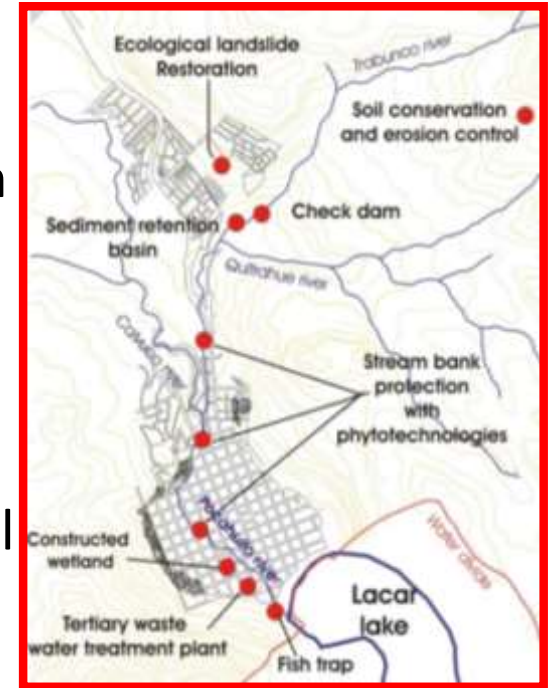 Ecological landslide
Restoration
Trabunco river
Soil conservation
and erosion control
Sediment retention
basin
Check dam
Quitrahue river
Stream bank
protection
with
phytotechnologies
Pocahullo river
Constructed
wetland
Water divide
Tertiary waste
water treatment plant
Lacar
lake
Fish trap